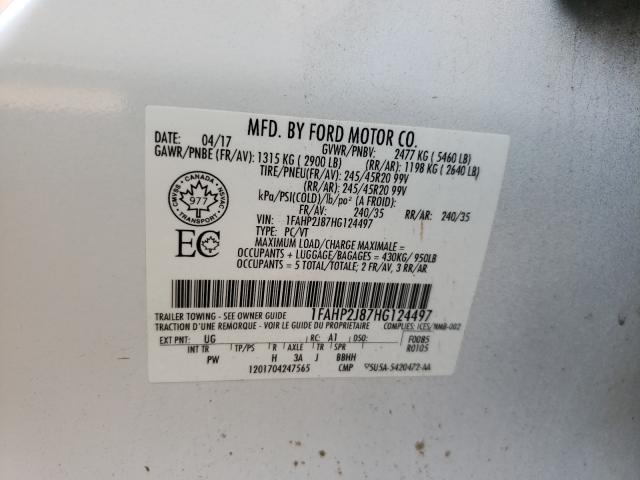 MFD. BY FORD MOTOR CO.
DATE: 04/17 GVWR/PNBV: 2477 KG ( 5460 LB)
GAWR/PNBE (FR/AV): 1315 KG ( 2900 LB) (RR/AR): 1198 KG ( 2640 LB)
TIRE/PNEU(FR/AV): 245/45R20 99V
(RR/AR): 245/45R20 99V
kPa/PSI(COLD)/lb/po² (A FROID):
FR/AV: 240/35 RR/AR: 240/35
CANADA
CMVSS
977
NSVAC
TRANSPORT
VIN: 1FAHP2J87HG124497
TYPE: PC/VT
EC
MAXIMUM LOAD/CHARGE MAXIMALE =
OCCUPANTS + LUGGAGE/BAGAGES = 430KG/ 950LB
OCCUPANTS = 5 TOTAL/TOTALE; 2 FR/AV, 3 RR/AR
1FAHP2J87HG124497
TRAILER TOWING - SEE OWNER GUIDE
TRACTION D'UNE REMORQUE - VOIR LE GUIDE DU PROPRIETAIRE COMPLIES: ICES/NMB-002
EXT PNT: UG RC: A1 DSO: F0085
INT TR TP/PS R AXLE TR SPR R0105
PW H 3A J BBHH
1201704247565 CMP 5U5A-5420472-AA